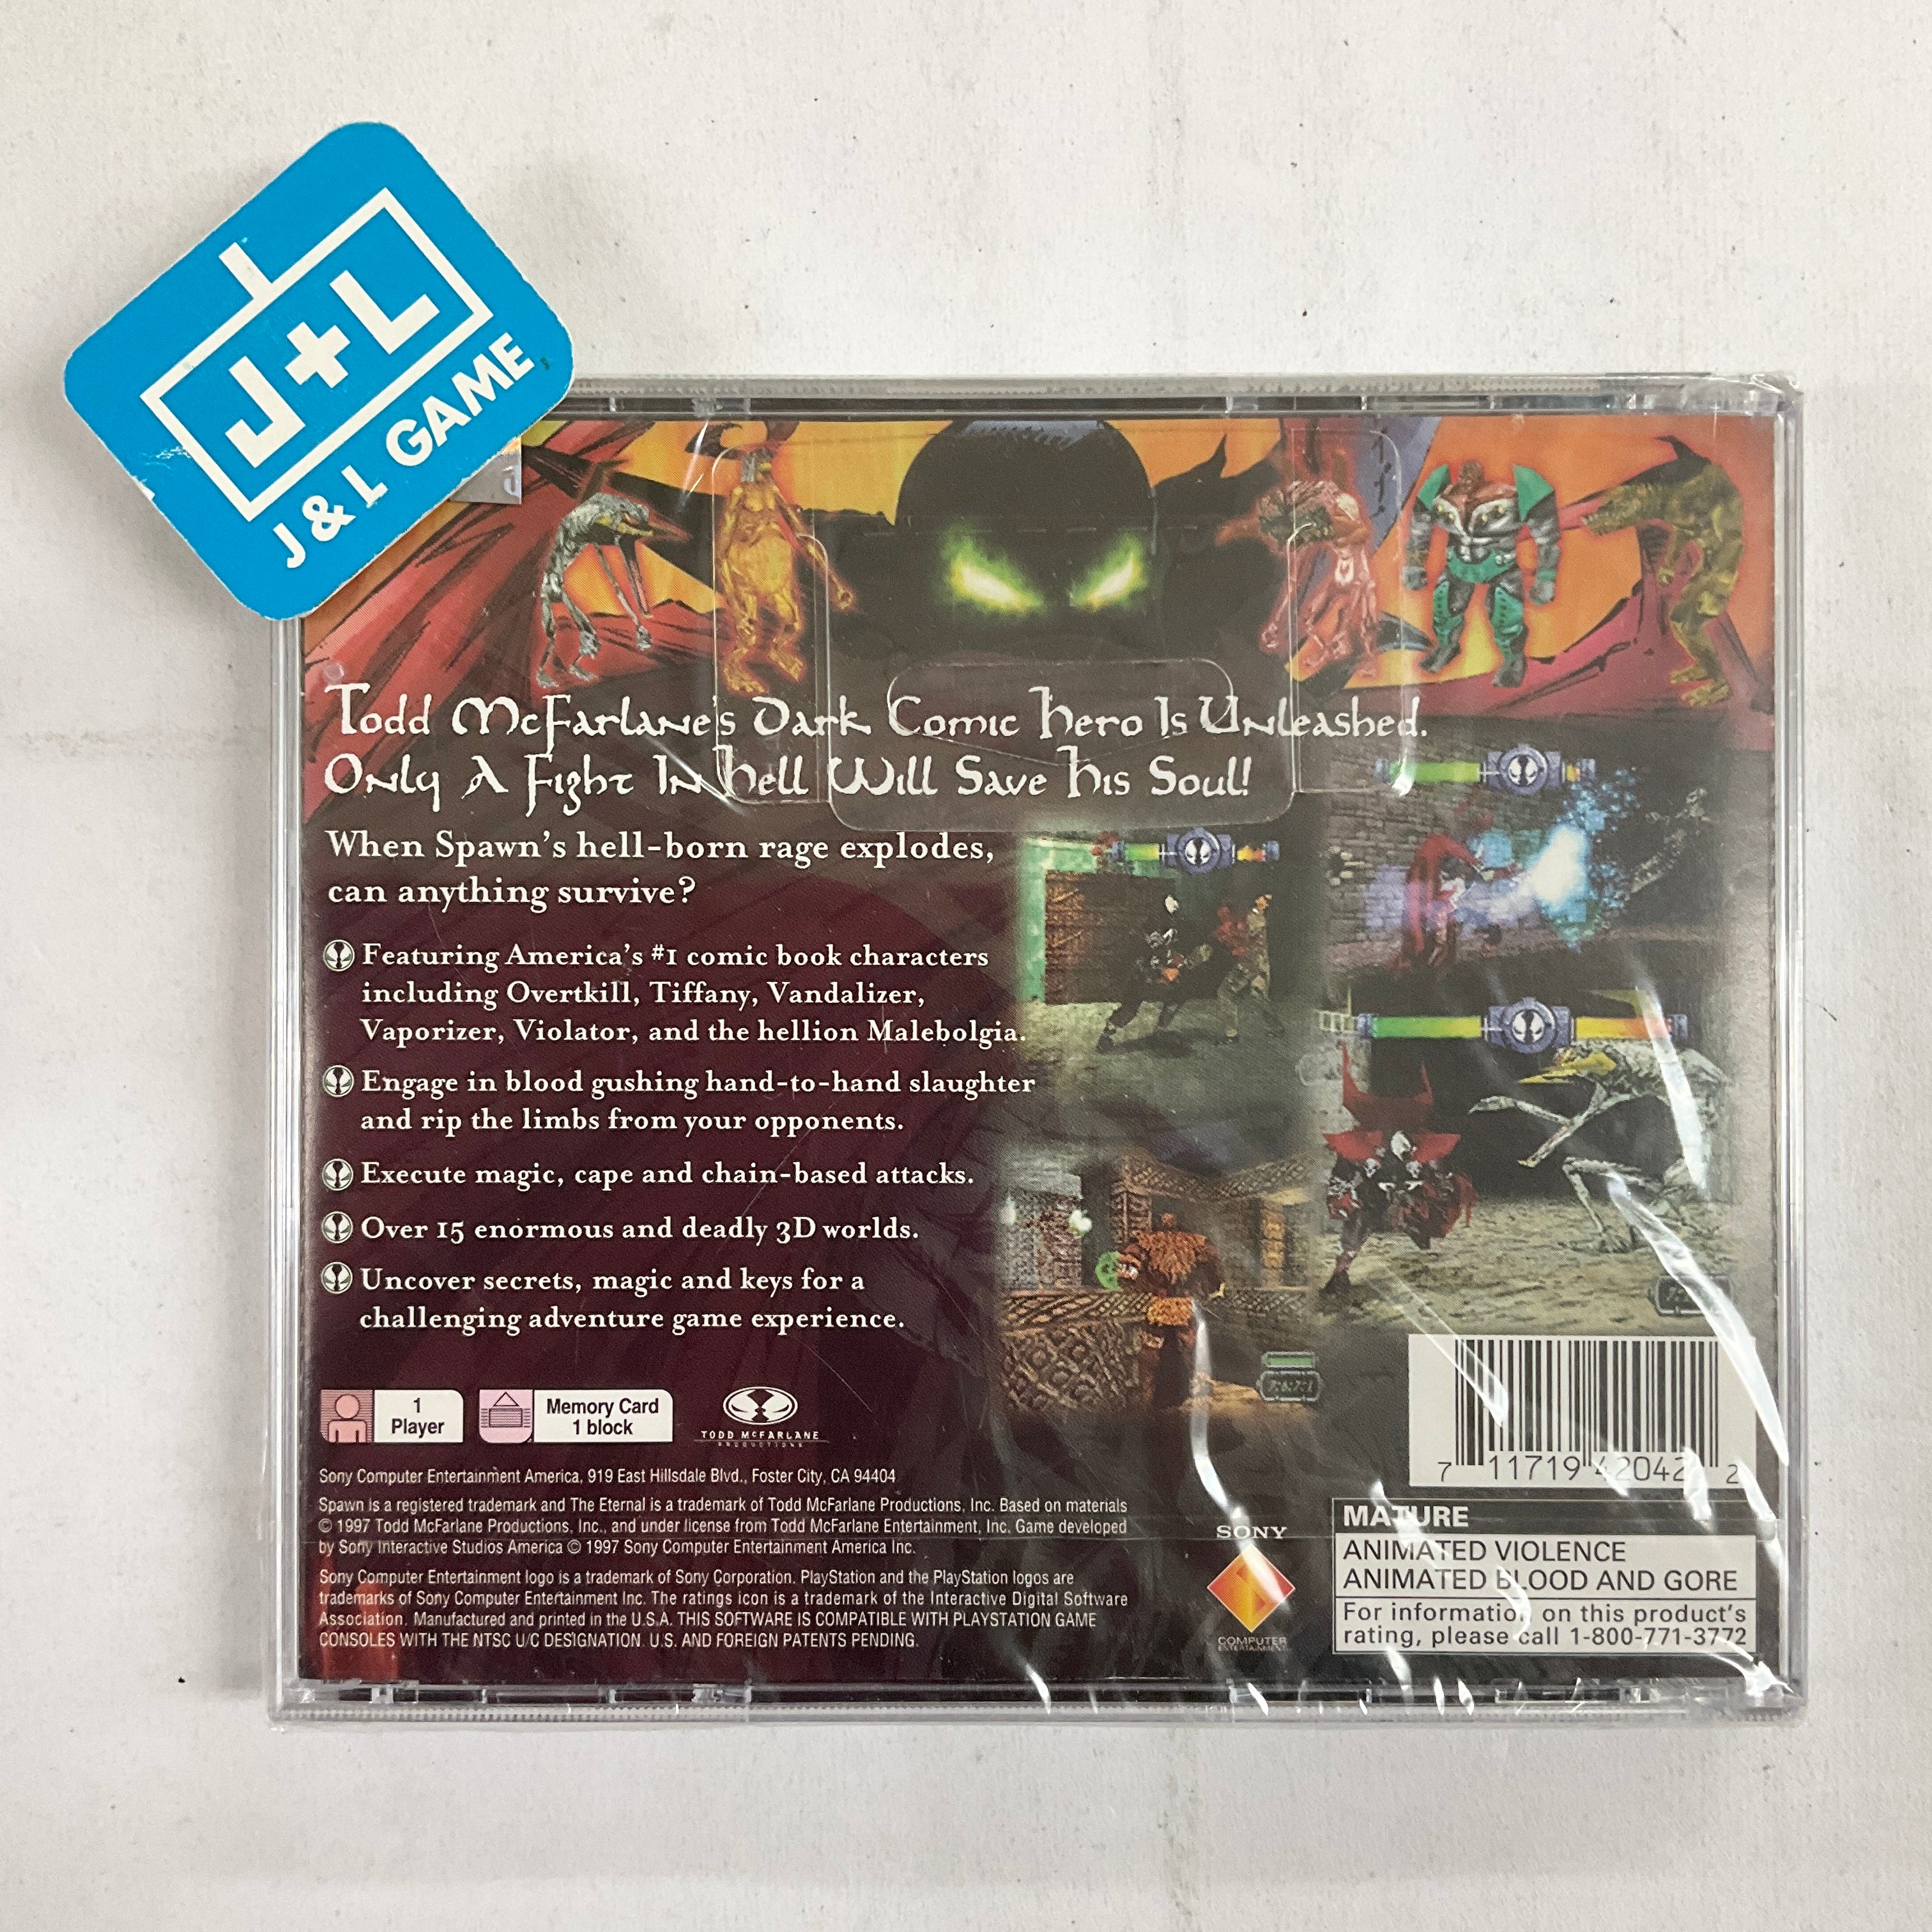 J+L
J & L GAME
Todd McFarlane's Dark Comic Hero Is Unleashed.
Only A Fight In Hell Will Save His Soul!
When Spawn's hell-born rage explodes,
can anything survive?
Featuring America's #1 comic book characters
including Overtkill, Tiffany, Vandalizer,
Vaporizer, Violator, and the hellion Malebolgia.
Engage in blood gushing hand-to-hand slaughter
and rip the limbs from your opponents.
Execute magic, cape and chain-based attacks.
Over 15 enormous and deadly 3D worlds.
Uncover secrets, magic and keys for a
challenging adventure game experience.
1
Player
Memory Card
1 block
TODD McFARLANE
PRODUCTIONS
Sony Computer Entertainment America, 919 East Hillsdale Blvd., Foster City, CA 94404
Spawn is a registered trademark and The Eternal is a trademark of Todd McFarlane Productions, Inc. Based on materials
© 1997 Todd McFarlane Productions, Inc., and under license from Todd McFarlane Entertainment, Inc. Game developed
by Sony Interactive Studios America © 1997 Sony Computer Entertainment America Inc.
Sony Computer Entertainment logo is a trademark of Sony Corporation. PlayStation and the PlayStation logos are
trademarks of Sony Computer Entertainment Inc. The ratings icon is a trademark of the Interactive Digital Software
Association. Manufactured and printed in the U.S.A. THIS SOFTWARE IS COMPATIBLE WITH PLAYSTATION GAME
CONSOLES WITH THE NTSC U/C DESIGNATION. U.S. AND FOREIGN PATENTS PENDING.
SONY
COMPUTER
ENTERTAINMENT
7 11719 42042 2
MATURE
ANIMATED VIOLENCE
ANIMATED BLOOD AND GORE
For information on this product's
rating, please call 1-800-771-3772